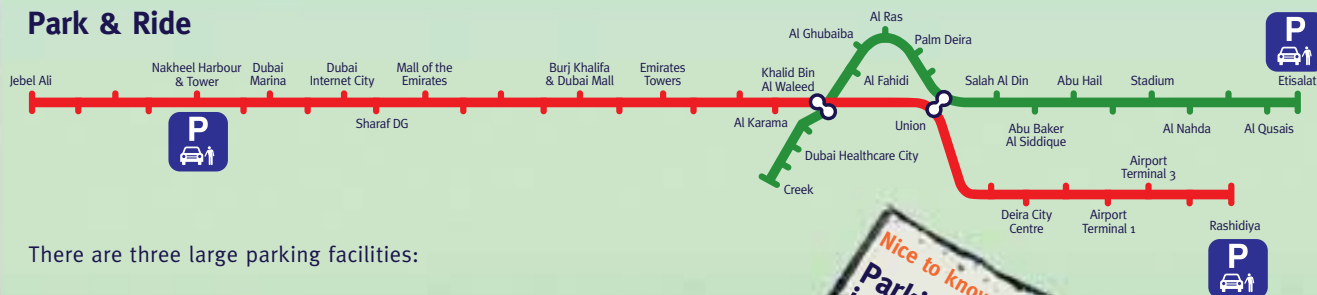 Park & Ride
Jebel Ali
Nakheel Harbour
& Tower
Dubai
Marina
Dubai
Internet City
Sharaf DG
Mall of the
Emirates
Burj Khalifa
& Dubai Mall
Emirates
Towers
Al Karama
Khalid Bin
Al Waleed
Al Ghubaiba
Al Ras
Palm Deira
Al Fahidi
Union
Dubai Healthcare City
Creek
Salah Al Din
Abu Baker
Al Siddique
Abu Hail
Stadium
Al Nahda
Al Qusais
Etisalat
P
P
Deira City
Centre
Airport
Terminal 1
Airport
Terminal 3
Rashidiya
P
There are three large parking facilities:
Nice to know